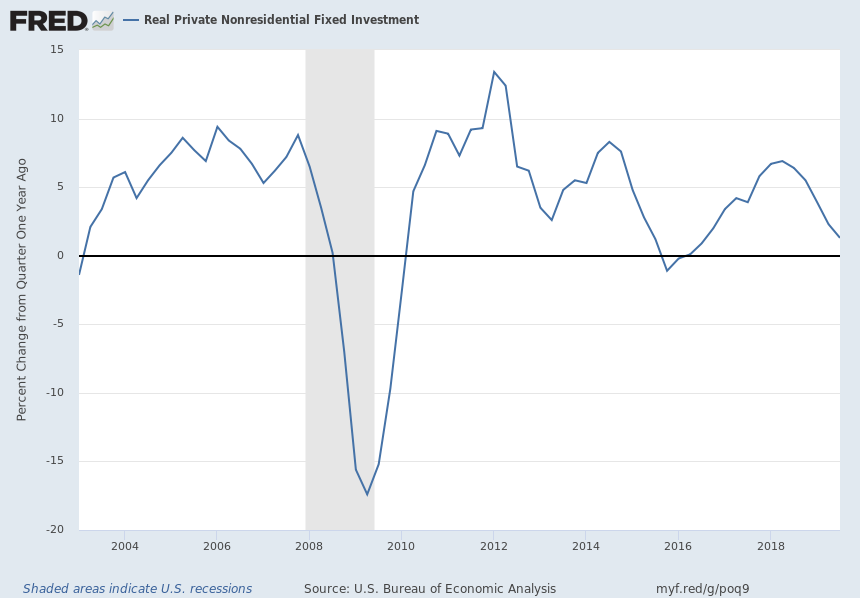 FRED
Real Private Nonresidential Fixed Investment
Percent Change from Quarter One Year Ago
15
10
5
0
-5
-10
-15
-20
2004 2006 2008 2010 2012 2014 2016 2018
Shaded areas indicate U.S. recessions Source: U.S. Bureau of Economic Analysis myf.red/g/poq9